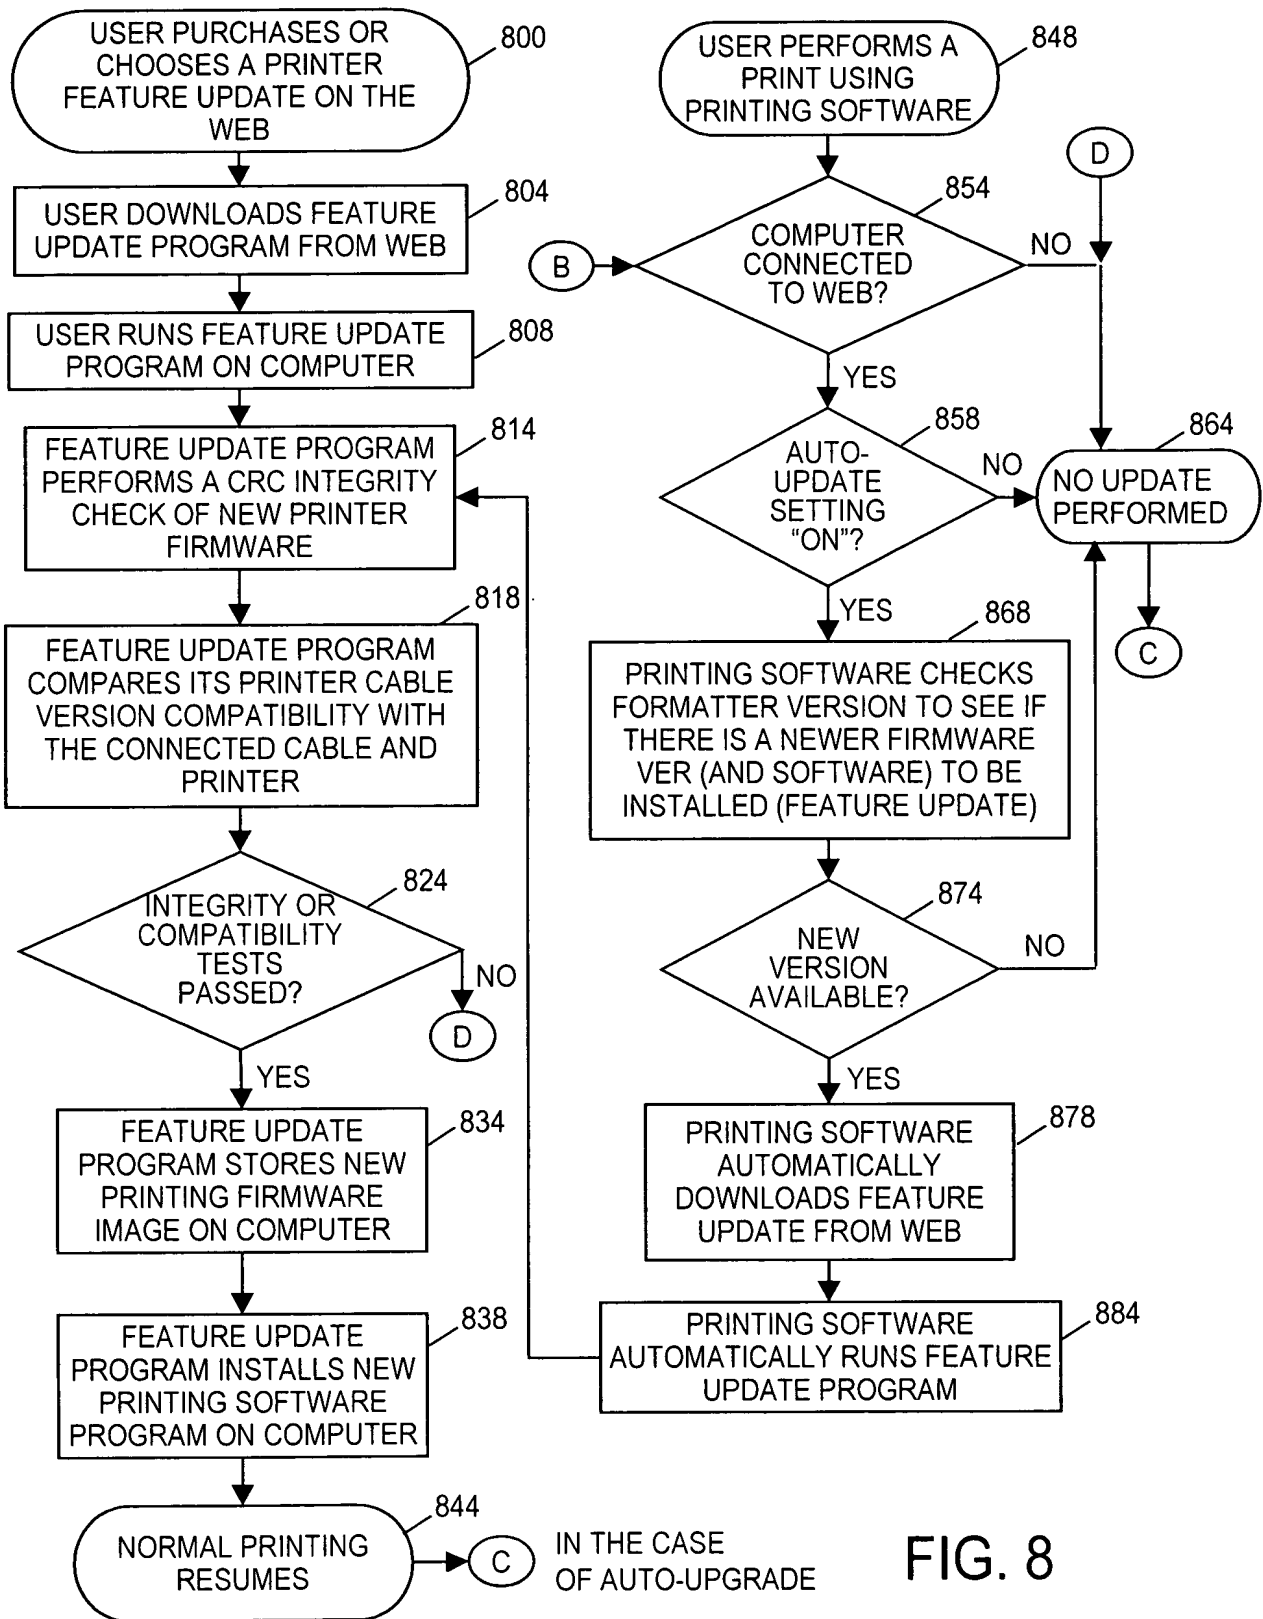 USER PURCHASES OR
CHOOSES A PRINTER
FEATURE UPDATE ON THE
WEB
800
USER DOWNLOADS FEATURE
UPDATE PROGRAM FROM WEB
804
USER RUNS FEATURE UPDATE
PROGRAM ON COMPUTER
808
FEATURE UPDATE PROGRAM
PERFORMS A CRC INTEGRITY
CHECK OF NEW PRINTER
FIRMWARE
814
FEATURE UPDATE PROGRAM
COMPARES ITS PRINTER CABLE
VERSION COMPATIBILITY WITH
THE CONNECTED CABLE AND
PRINTER
818
INTEGRITY OR
COMPATIBILITY
TESTS
PASSED?
824
NO
D
YES
FEATURE UPDATE
PROGRAM STORES NEW
PRINTING FIRMWARE
IMAGE ON COMPUTER
834
FEATURE UPDATE
PROGRAM INSTALLS NEW
PRINTING SOFTWARE
PROGRAM ON COMPUTER
838
NORMAL PRINTING
RESUMES
844
C
IN THE CASE
OF AUTO-UPGRADE
USER PERFORMS A
PRINT USING
PRINTING SOFTWARE
848
D
B
COMPUTER
CONNECTED
TO WEB?
854
NO
YES
AUTO-
UPDATE
SETTING
“ON”?
858
NO
NO UPDATE
PERFORMED
864
C
YES
PRINTING SOFTWARE CHECKS
FORMATTER VERSION TO SEE IF
THERE IS A NEWER FIRMWARE
VER (AND SOFTWARE) TO BE
INSTALLED (FEATURE UPDATE)
868
NEW
VERSION
AVAILABLE?
874
NO
YES
PRINTING SOFTWARE
AUTOMATICALLY
DOWNLOADS FEATURE
UPDATE FROM WEB
878
PRINTING SOFTWARE
AUTOMATICALLY RUNS FEATURE
UPDATE PROGRAM
884
FIG. 8